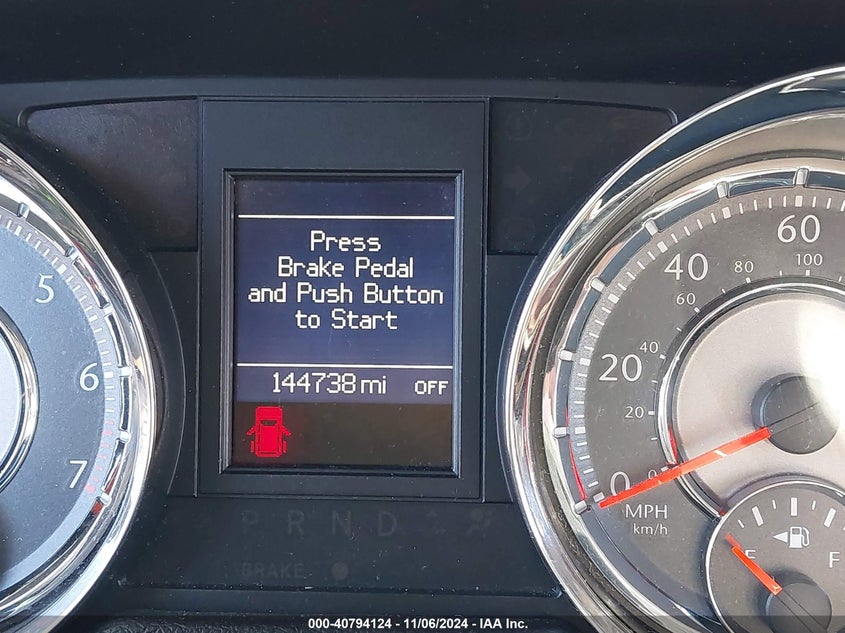 Press
Brake Pedal
and Push Button
to Start
144738 mi OFF
5
6
7
0
20
40
60
0
20
40
60
80
100
MPH
km/h
E F
P R N D
BRAKE
000-40794124 - 11/06/2024 - IAA Inc.